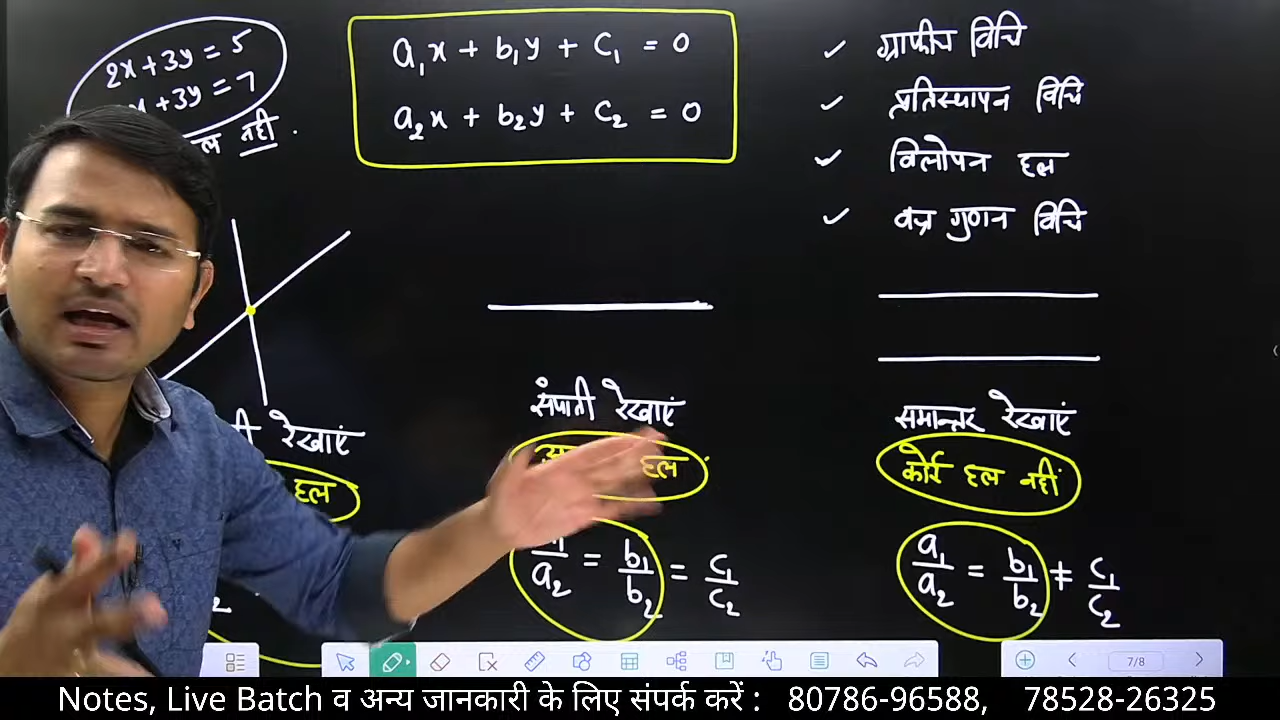 2x + 3y = 5
x + 3y = 7
नहीं .
a₁x + b₁y + c₁ = 0
a₂x + b₂y + c₂ = 0
ग्राफीय विधि
प्रतिस्थापन विधि
विलोपन हल
वज्र गुणन विधि
रेखाएं
हल
संपाती रेखाएं
हल
a₂ = b₁/b₂ = c₁/c₂
समान्तर रेखाएं
कोई हल नहीं
a₁/a₂ = b₁/b₂ ≠ c₁/c₂
7/8
Notes, Live Batch व अन्य जानकारी के लिए संपर्क करें : 80786-96588, 78528-26325